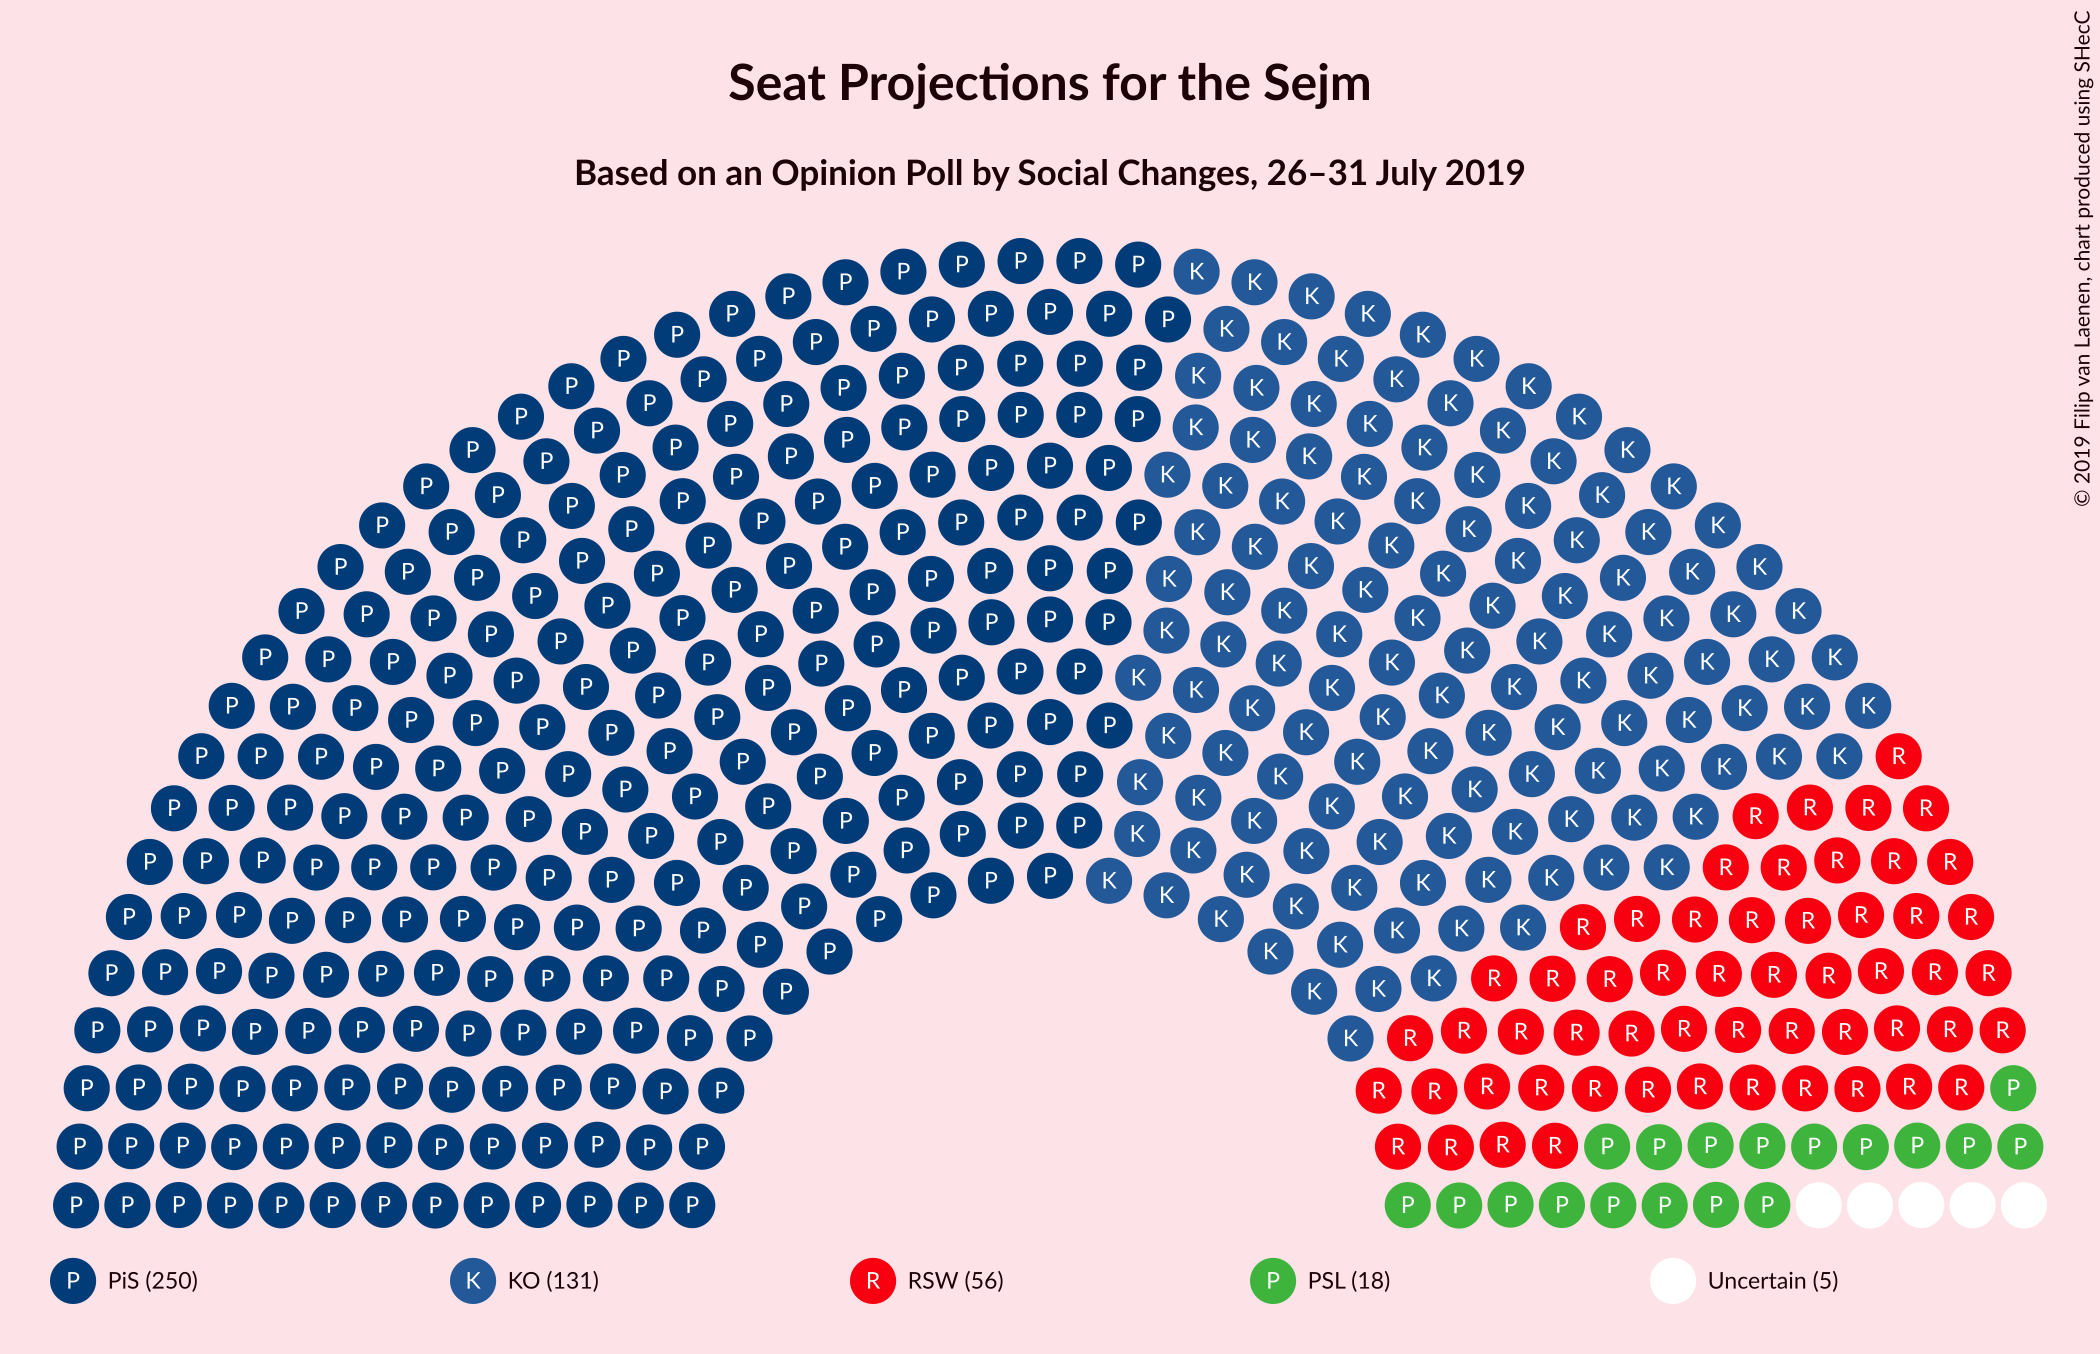 Seat Projections for the Sejm
Based on an Opinion Poll by Social Changes, 26–31 July 2019
© 2019 Filip van Laenen, chart produced using SHecC
P PiS (250)
K KO (131)
R RSW (56)
P PSL (18)
Uncertain (5)